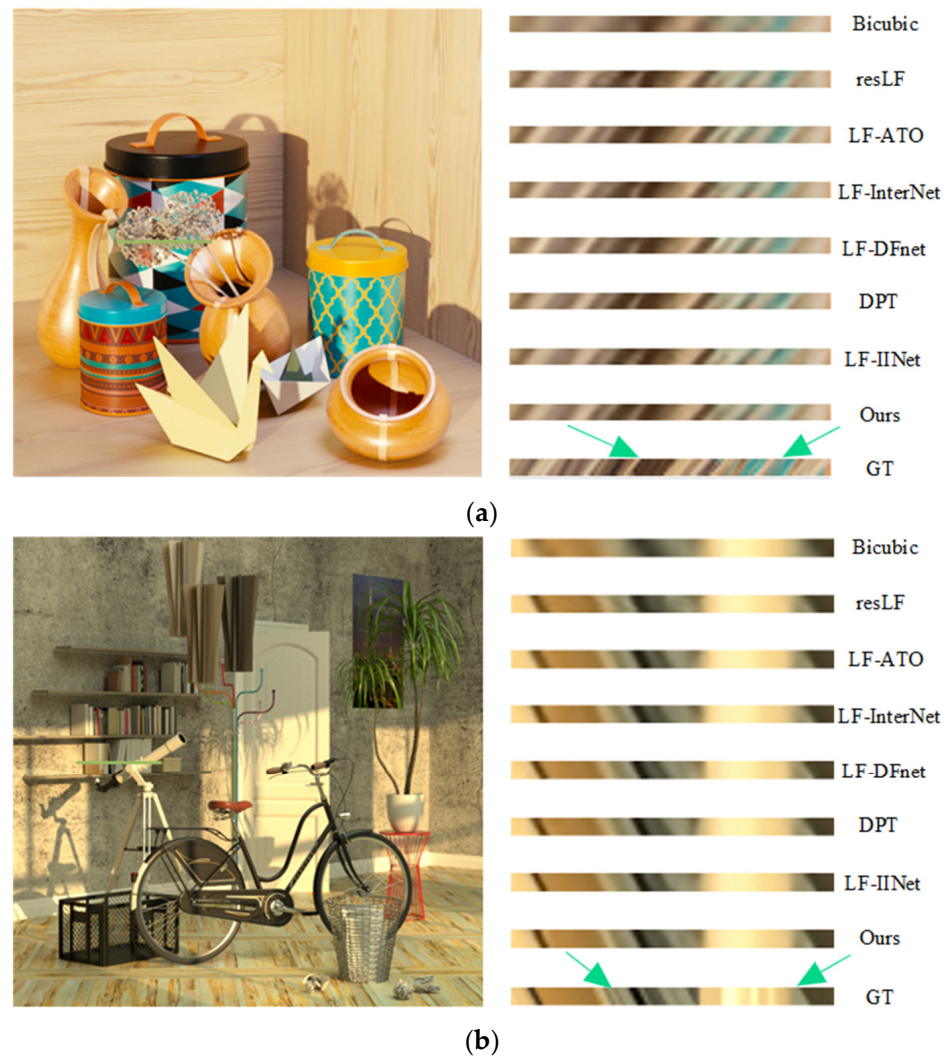 Bicubic
resLF
LF-ATO
LF-InterNet
LF-DFnet
DPT
LF-IINet
Ours
GT
(a)
Bicubic
resLF
LF-ATO
LF-InterNet
LF-DFnet
DPT
LF-IINet
Ours
GT
(b)